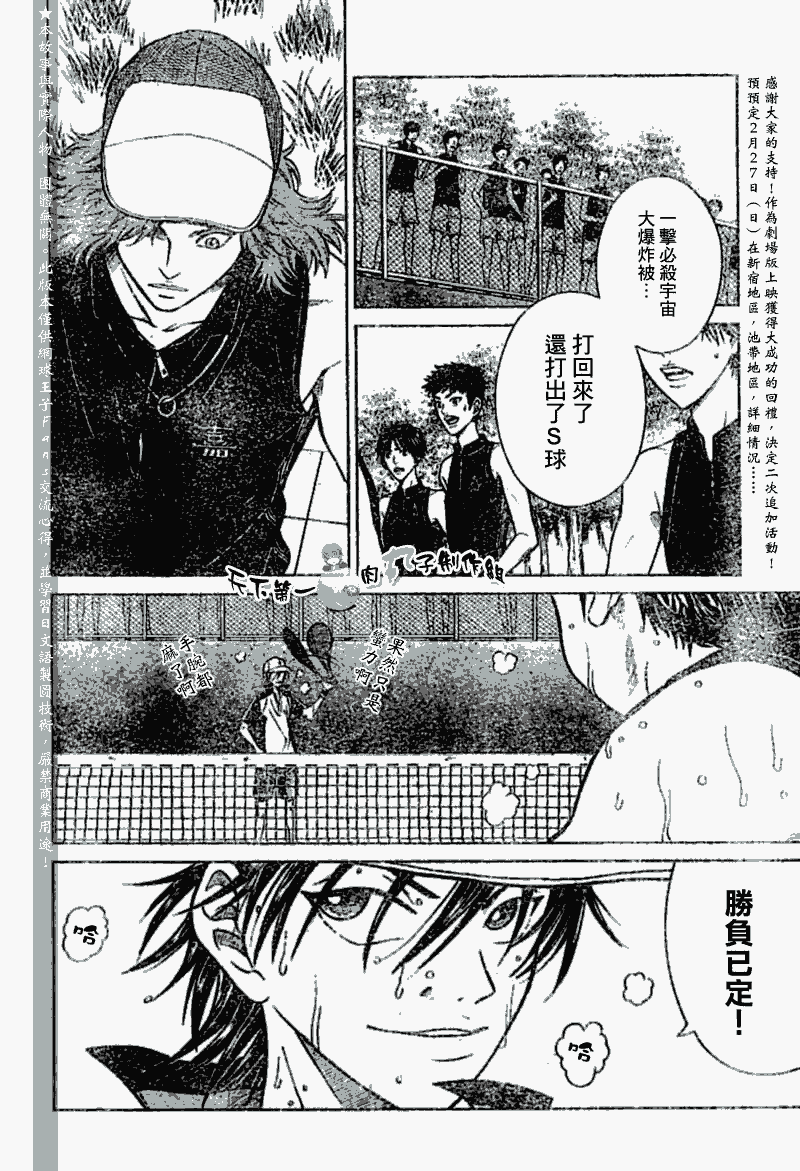 感謝大家的支持！作為劇場版上映獲得大成功的回禮，決定二次追加活動！
預預定2月27日（日）在新宿地區，池帶地區，詳細情況……
一擊必殺宇宙
大爆炸被…
打回來了
還打出了S球
天下第一
肉丸子制作組
果然只是
蠻力啊
手腕都
麻了啊
勝負已定！
哈
哈
★本故事與實際人物、團體無關。此版本僅供網球王子Fans交流心得，並學習日文語製圖技術，嚴禁商業用途！